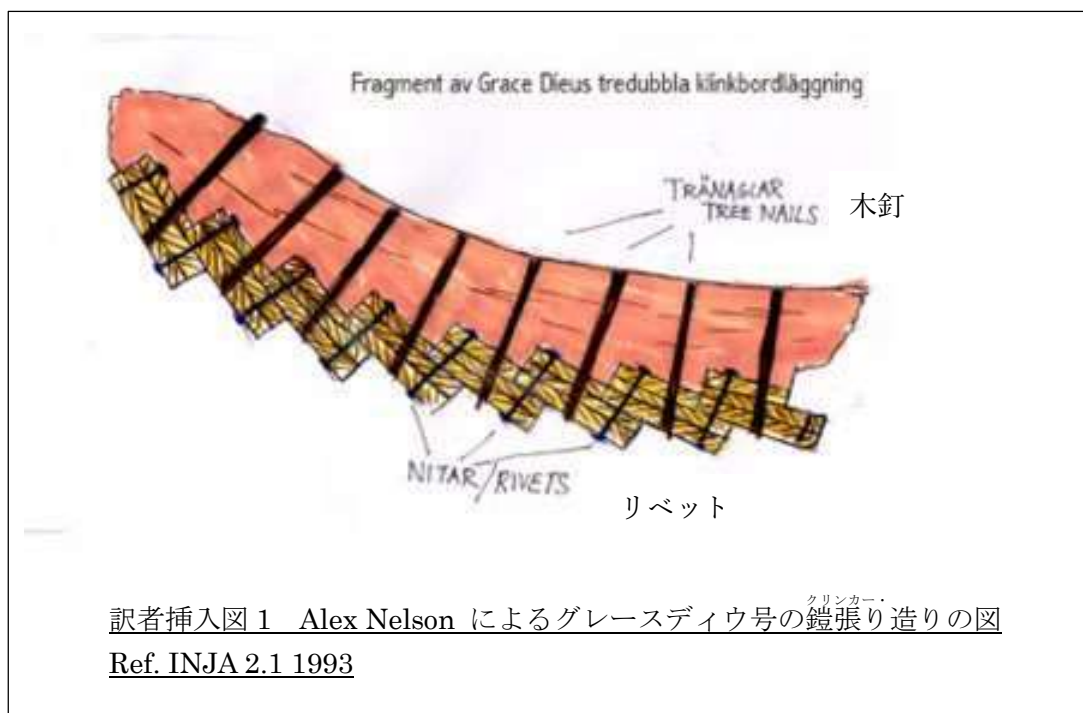 Fragment av Grace Dieus tredubbla klinkbordläggning
TRÄNAGLAR
TREE NAILS
木釘
NITAR/RIVETS
リベット
クリンカー・
訳者挿入図 1 Alex Nelson によるグレースディウ号の鎧張り造りの図
Ref. INJA 2.1 1993